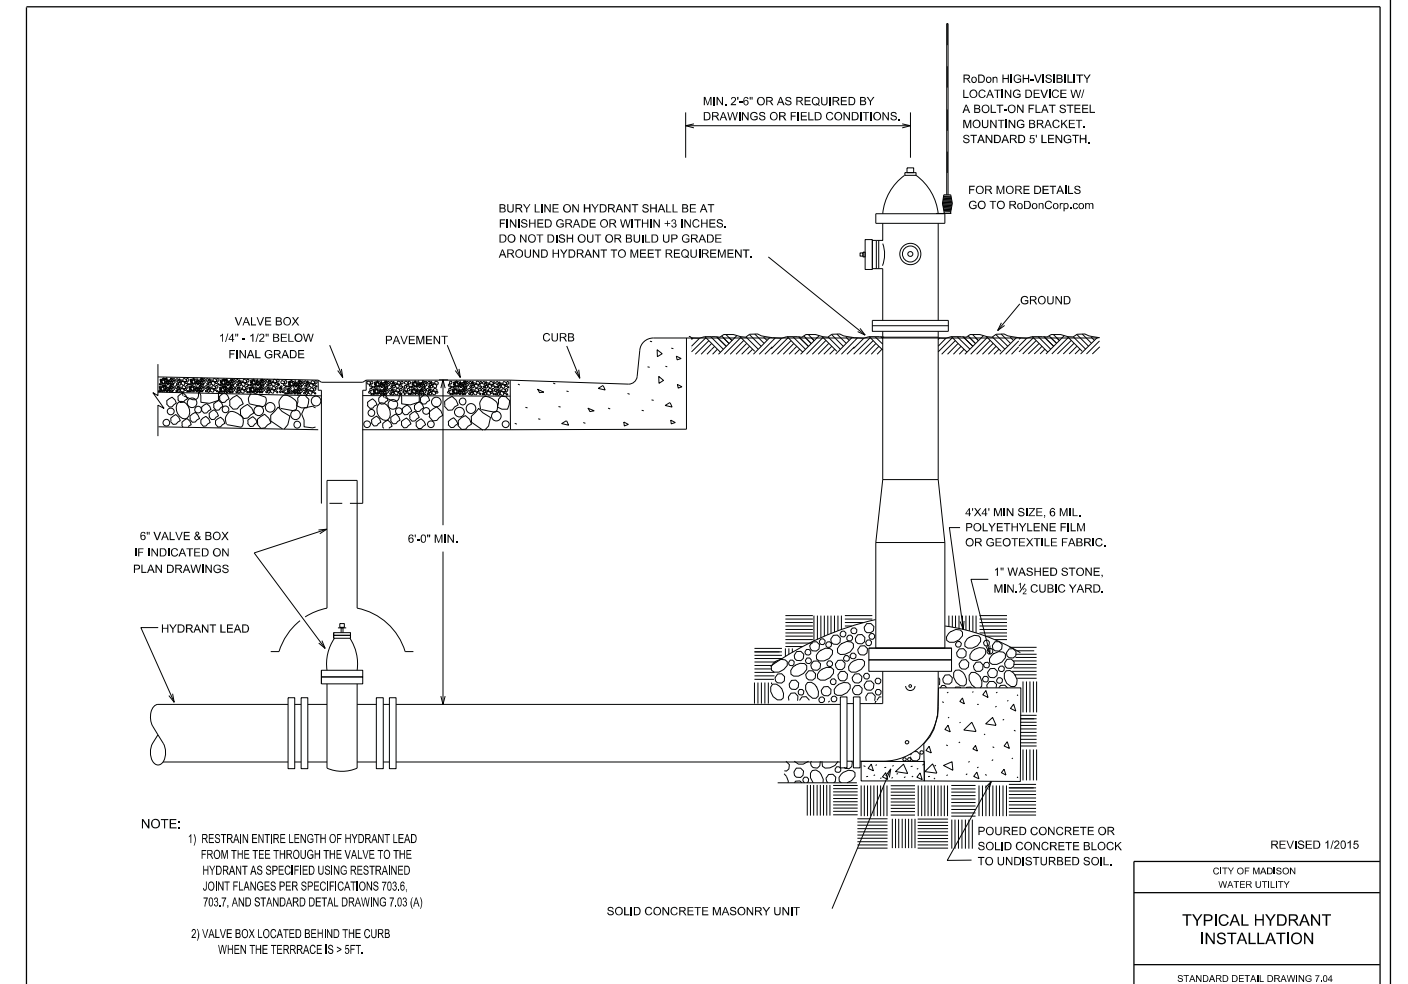 RoDon HIGH-VISIBILITY
LOCATING DEVICE W/
A BOLT-ON FLAT STEEL
MOUNTING BRACKET.
STANDARD 5' LENGTH.
MIN. 2'-6" OR AS REQUIRED BY
DRAWINGS OR FIELD CONDITIONS.
FOR MORE DETAILS
GO TO RoDonCorp.com
BURY LINE ON HYDRANT SHALL BE AT
FINISHED GRADE OR WITHIN +3 INCHES.
DO NOT DISH OUT OR BUILD UP GRADE
AROUND HYDRANT TO MEET REQUIREMENT.
GROUND
VALVE BOX
1/4" - 1/2" BELOW
FINAL GRADE
PAVEMENT
CURB
6" VALVE & BOX
IF INDICATED ON
PLAN DRAWINGS
6'-0" MIN.
4'X4' MIN SIZE, 6 MIL.
POLYETHYLENE FILM
OR GEOTEXTILE FABRIC.
1" WASHED STONE,
MIN.½ CUBIC YARD.
HYDRANT LEAD
NOTE:
1) RESTRAIN ENTIRE LENGTH OF HYDRANT LEAD
FROM THE TEE THROUGH THE VALVE TO THE
HYDRANT AS SPECIFIED USING RESTRAINED
JOINT FLANGES PER SPECIFICATIONS 703.6,
703.7, AND STANDARD DETAL DRAWING 7.03 (A)
2) VALVE BOX LOCATED BEHIND THE CURB
WHEN THE TERRRACE IS > 5FT.
SOLID CONCRETE MASONRY UNIT
POURED CONCRETE OR
SOLID CONCRETE BLOCK
TO UNDISTURBED SOIL.
REVISED 1/2015
CITY OF MADISON
WATER UTILITY
TYPICAL HYDRANT
INSTALLATION
STANDARD DETAIL DRAWING 7.04